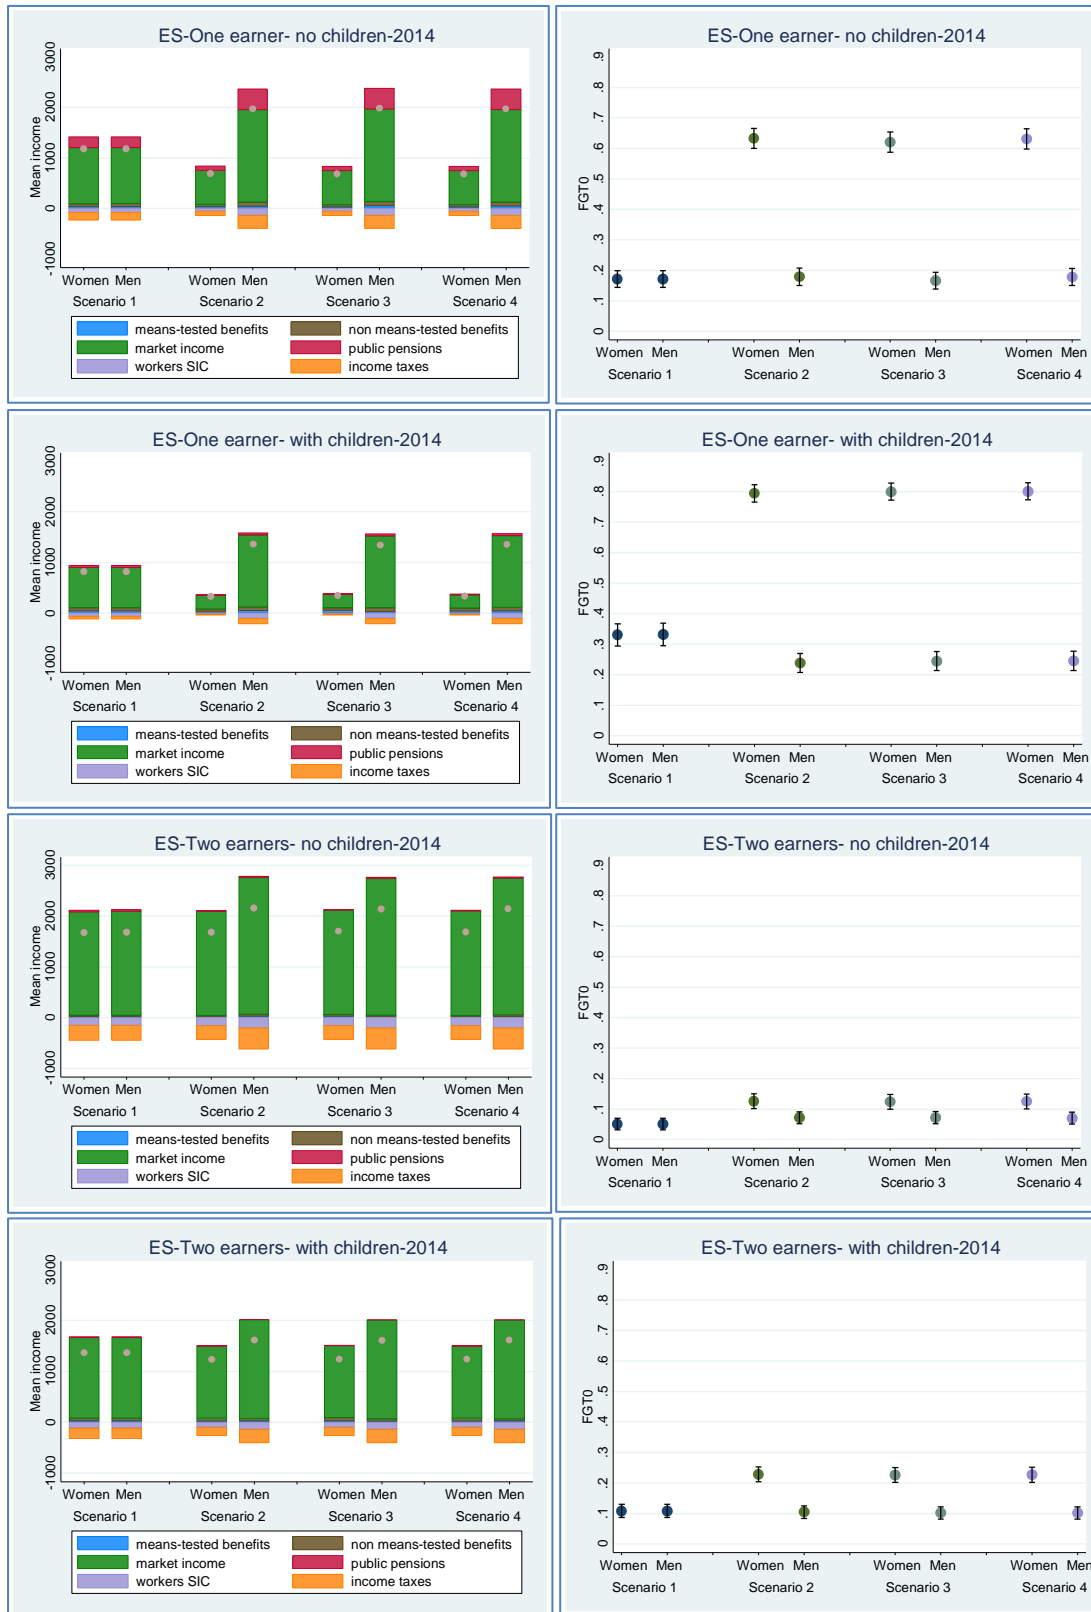 ES-One earner- no children-2014
Mean income
3000
2000
1000
0
-1000
Women Men Women Men Women Men Women Men
Scenario 1 Scenario 2 Scenario 3 Scenario 4
means-tested benefits non means-tested benefits
market income public pensions
workers SIC income taxes
ES-One earner- no children-2014
FGT0
.9
.8
.7
.6
.5
.4
.3
.2
.1
0
Women Men Women Men Women Men Women Men
Scenario 1 Scenario 2 Scenario 3 Scenario 4
ES-One earner- with children-2014
Mean income
3000
2000
1000
0
-1000
Women Men Women Men Women Men Women Men
Scenario 1 Scenario 2 Scenario 3 Scenario 4
means-tested benefits non means-tested benefits
market income public pensions
workers SIC income taxes
ES-One earner- with children-2014
FGT0
.9
.8
.7
.6
.5
.4
.3
.2
.1
0
Women Men Women Men Women Men Women Men
Scenario 1 Scenario 2 Scenario 3 Scenario 4
ES-Two earners- no children-2014
Mean income
3000
2000
1000
0
-1000
Women Men Women Men Women Men Women Men
Scenario 1 Scenario 2 Scenario 3 Scenario 4
means-tested benefits non means-tested benefits
market income public pensions
workers SIC income taxes
ES-Two earners- no children-2014
FGT0
.9
.8
.7
.6
.5
.4
.3
.2
.1
0
Women Men Women Men Women Men Women Men
Scenario 1 Scenario 2 Scenario 3 Scenario 4
ES-Two earners- with children-2014
Mean income
3000
2000
1000
0
-1000
Women Men Women Men Women Men Women Men
Scenario 1 Scenario 2 Scenario 3 Scenario 4
means-tested benefits non means-tested benefits
market income public pensions
workers SIC income taxes
ES-Two earners- with children-2014
FGT0
.9
.8
.7
.6
.5
.4
.3
.2
.1
0
Women Men Women Men Women Men Women Men
Scenario 1 Scenario 2 Scenario 3 Scenario 4